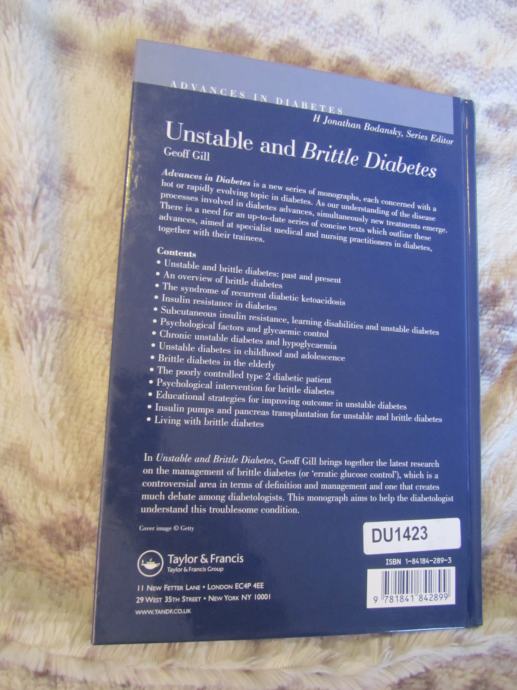 ADVANCES IN DIABETES
H Jonathan Bodansky, Series Editor
Unstable and Brittle Diabetes
Geoff Gill
Advances in Diabetes is a new series of monographs, each concerned with a
hot or rapidly evolving topic in diabetes. As our understanding of the disease
processes involved in diabetes advances, simultaneously new treatments emerge.
There is a need for an up-to-date series of concise texts which outline these
advances, aimed at specialist medical and nursing practitioners in diabetes,
together with their trainees.
Contents
• Unstable and brittle diabetes: past and present
• An overview of brittle diabetes
• The syndrome of recurrent diabetic ketoacidosis
• Insulin resistance in diabetes
• Subcutaneous insulin resistance, learning disabilities and unstable diabetes
• Psychological factors and glycaemic control
• Chronic unstable diabetes and hypoglycaemia
• Unstable diabetes in childhood and adolescence
• Brittle diabetes in the elderly
• The poorly controlled type 2 diabetic patient
• Psychological intervention for brittle diabetes
• Educational strategies for improving outcome in unstable diabetes
• Insulin pumps and pancreas transplantation for unstable and brittle diabetes
• Living with brittle diabetes
In Unstable and Brittle Diabetes, Geoff Gill brings together the latest research
on the management of brittle diabetes (or 'erratic glucose control'), which is a
controversial area in terms of definition and management and one that creates
much debate among diabetologists. This monograph aims to help the diabetologist
understand this troublesome condition.
Cover image © Getty
DU1423
Taylor & Francis
Taylor & Francis Group
11 NEW FETTER LANE • LONDON EC4P 4EE
29 WEST 35TH STREET • NEW YORK NY 10001
WWW.TANDF.CO.UK
ISBN 1-84184-289-3
9 781841 842899